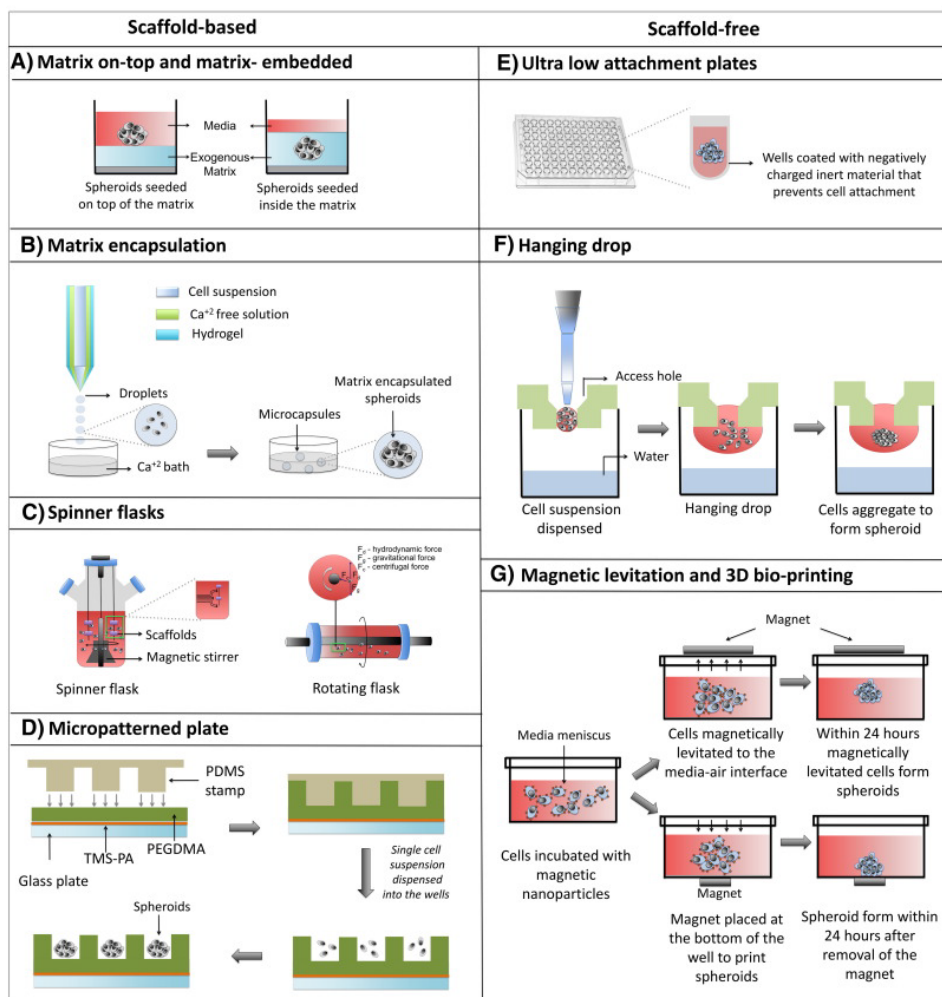 Scaffold-based
Scaffold-free
A) Matrix on-top and matrix- embedded
Media
Exogenous
Matrix
Spheroids seeded
on top of the matrix
Spheroids seeded
inside the matrix
B) Matrix encapsulation
Cell suspension
Ca+2 free solution
Hydrogel
Droplets
Ca+2 bath
Microcapsules
Matrix encapsulated
spheroids
C) Spinner flasks
Scaffolds
Magnetic stirrer
Spinner flask
Fd - hydrodynamic force
Fg - gravitational force
Fc - centrifugal force
Rotating flask
D) Micropatterned plate
PDMS
stamp
PEGDMA
TMS-PA
Glass plate
Single cell
suspension
dispensed
into the wells
Spheroids
E) Ultra low attachment plates
Wells coated with negatively
charged inert material that
prevents cell attachment
F) Hanging drop
Access hole
Water
Cell suspension
dispensed
Hanging drop
Cells aggregate to
form spheroid
G) Magnetic levitation and 3D bio-printing
Magnet
Media meniscus
Cells incubated with
magnetic
nanoparticles
Cells magnetically
levitated to the
media-air interface
Within 24 hours
magnetically
levitated cells form
spheroids
Magnet
Magnet placed at
the bottom of the
well to print
spheroids
Spheroid form within
24 hours after
removal of the
magnet